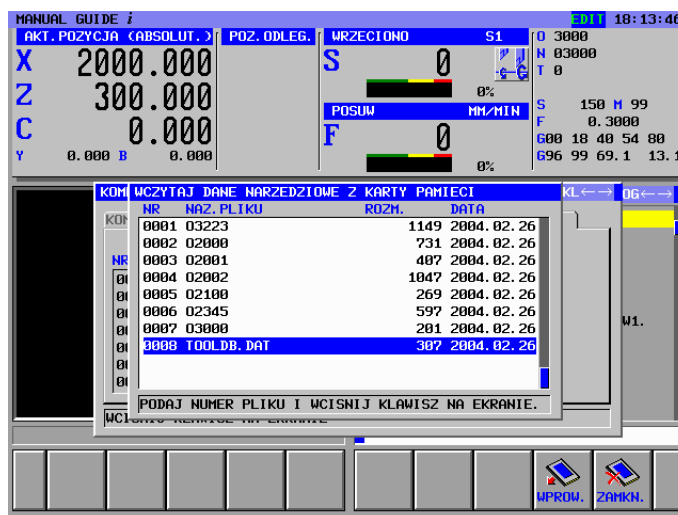 MANUAL GUIDE i EDIT 18:13:46
AKT.POZYCJA (ABSOLUT.) POZ.ODLEG. WRZECIONO S1 O 3000
X 2000.000 S 0 N 03000
T 0
Z 300.000 0%
POSUW MM/MIN S 150 M 99
C 0.000 F 0 F 0.3000
G00 18 40 54 80
Y 0.000 B 0.000 0% G96 99 69.1 13.1
WCZYTAJ DANE NARZEDZIOWE Z KARTY PAMIECI
NR NAZ.PLIKU ROZM. DATA
0001 O3223 1149 2004.02.26
0002 O2000 731 2004.02.26
0003 O2001 407 2004.02.26
0004 O2002 1047 2004.02.26
0005 O2100 269 2004.02.26
0006 O2345 597 2004.02.26
0007 O3000 201 2004.02.26
0008 TOOLDB.DAT 307 2004.02.26
PODAJ NUMER PLIKU I WCISNIJ KLAWISZ NA EKRANIE.
NR
W1.
WPROW. ZAMKN.